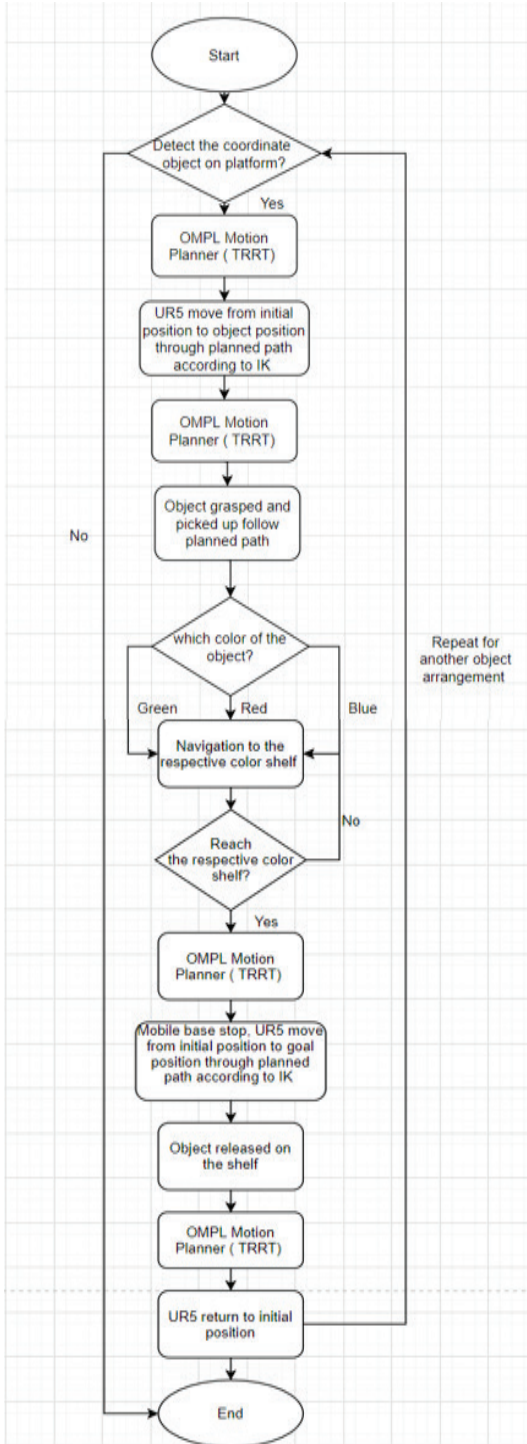 Start
Detect the coordinate
object on platform?
Yes
OMPL Motion
Planner ( TRRT)
UR5 move from initial
position to object position
through planned path
according to IK
OMPL Motion
Planner ( TRRT)
Object grasped and
picked up follow
planned path
No
which color of the
object?
Repeat for
another object
arrangement
Green
Red
Blue
Navigation to the
respective color shelf
No
Reach
the respective color
shelf?
Yes
OMPL Motion
Planner ( TRRT)
Mobile base stop, UR5 move
from initial position to goal
position through planned
path according to IK
Object released on
the shelf
OMPL Motion
Planner ( TRRT)
UR5 return to initial
position
End